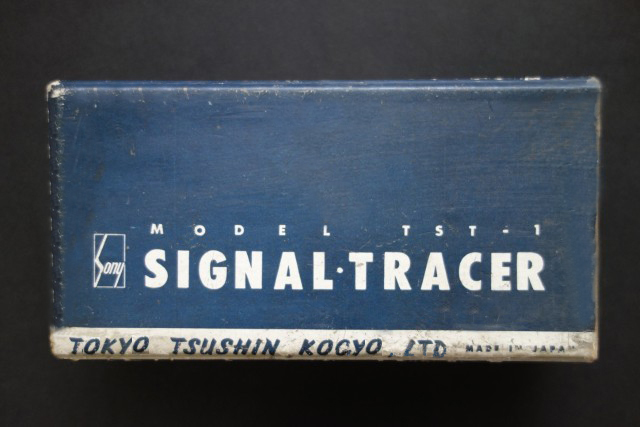 MODEL TST-1
Sony
SIGNAL·TRACER
TOKYO TSUSHIN KOGYO, LTD MADE IN JAPAN